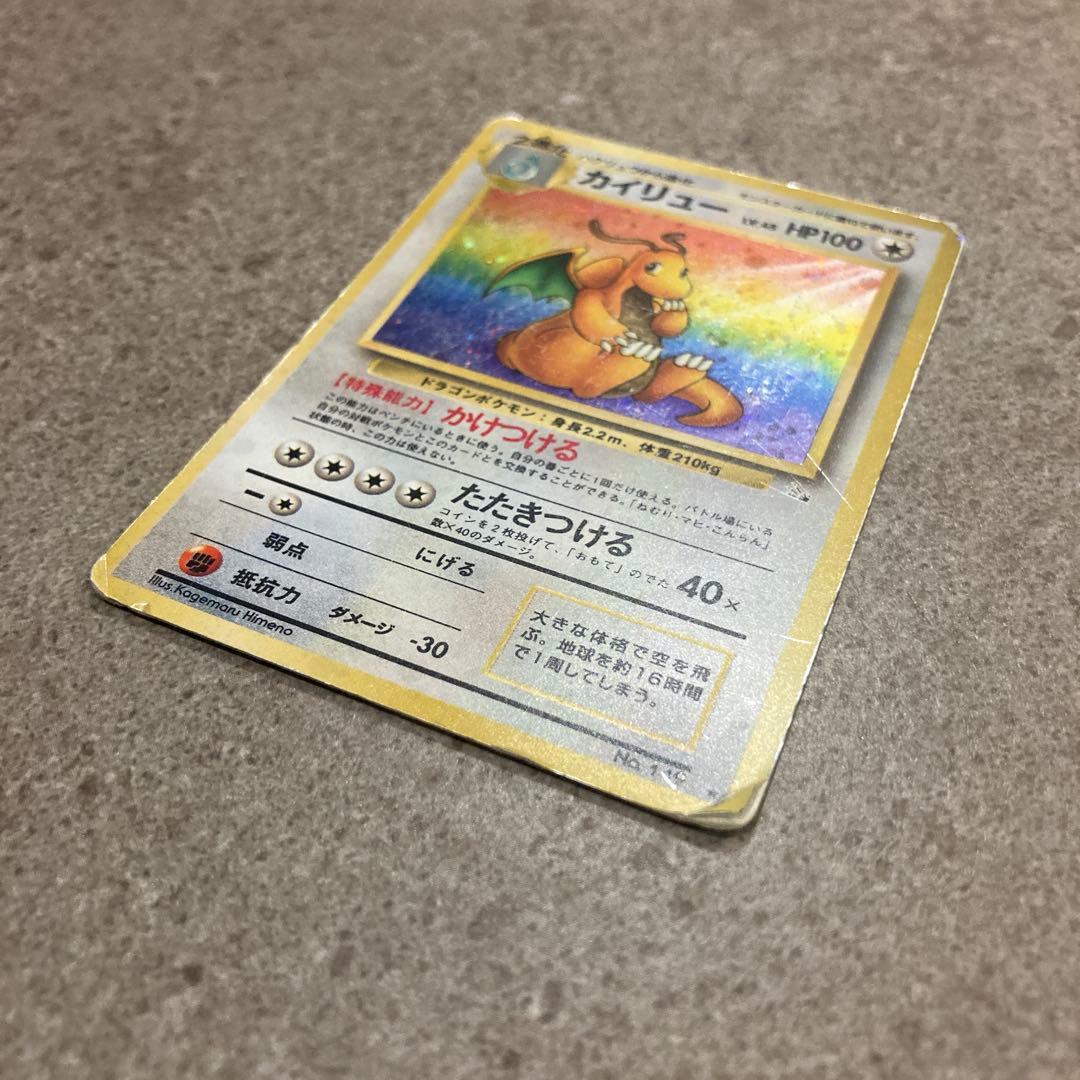 カイリュー LV.45 HP100
ドラゴンポケモン：身長2.2m、体重210kg
【特殊能力】かけつける
この能力はベンチにいるときに使う。自分の番ごとに1回だけ使える。バトル場にいる
自分の対戦ポケモンとこのカードとを交換することができる。「ねむり・マヒ・こんらん」
状態の時、この力は使えない。
たたきつける 40×
コインを2枚投げて、「おもて」のでた
数×40のダメージ。
弱点 にげる
抵抗力 ダメージ -30
Illus. Kagemaru Himeno
大きな体格で空を飛
ぶ。地球を約16時間
で1周してしまう。